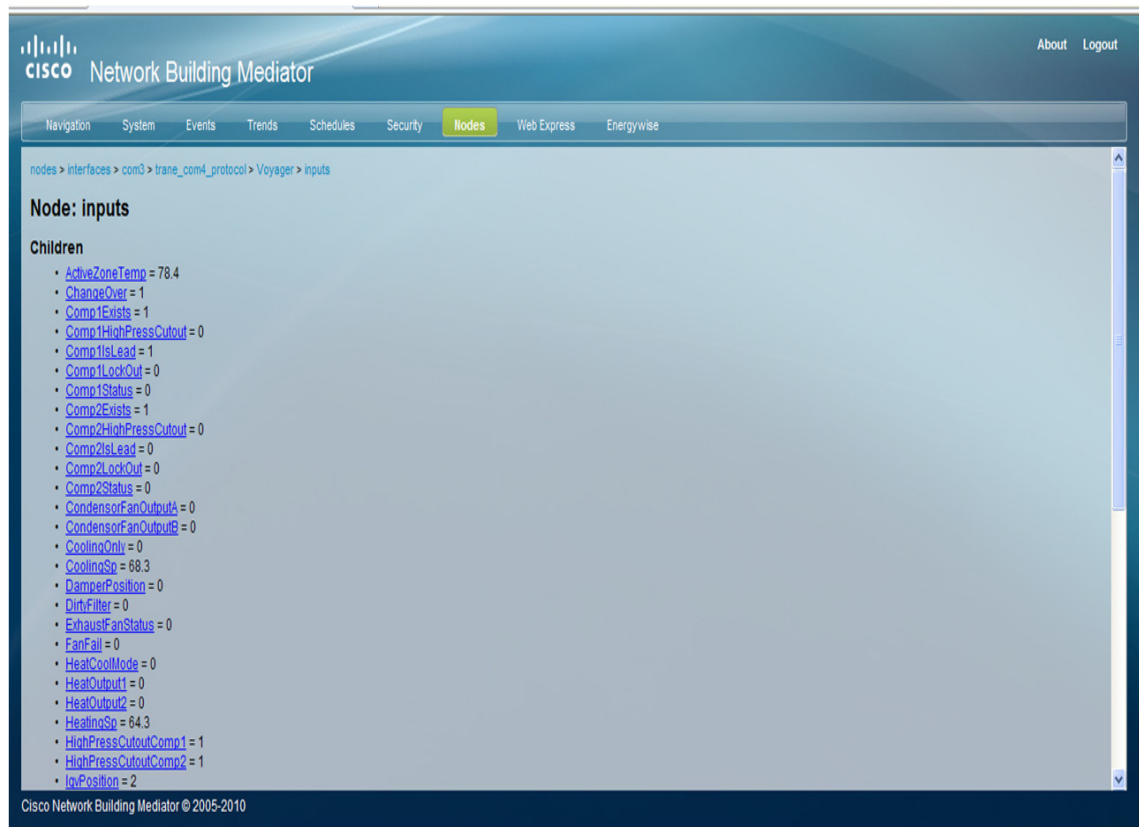 About Logout
CISCO Network Building Mediator
Navigation System Events Trends Schedules Security Nodes Web Express Energywise
nodes > interfaces > com3 > trane_com4_protocol > Voyager > inputs
Node: inputs
Children
• ActiveZoneTemp = 78.4
• ChangeOver = 1
• Comp1Exists = 1
• Comp1HighPressCutout = 0
• Comp1IsLead = 1
• Comp1LockOut = 0
• Comp1Status = 0
• Comp2Exists = 1
• Comp2HighPressCutout = 0
• Comp2IsLead = 0
• Comp2LockOut = 0
• Comp2Status = 0
• CondensorFanOutputA = 0
• CondensorFanOutputB = 0
• CoolingOnly = 0
• CoolingSp = 68.3
• DamperPosition = 0
• DirtyFilter = 0
• ExhaustFanStatus = 0
• FanFail = 0
• HeatCoolMode = 0
• HeatOutput1 = 0
• HeatOutput2 = 0
• HeatingSp = 64.3
• HighPressCutoutComp1 = 1
• HighPressCutoutComp2 = 1
• IgvPosition = 2
Cisco Network Building Mediator © 2005-2010